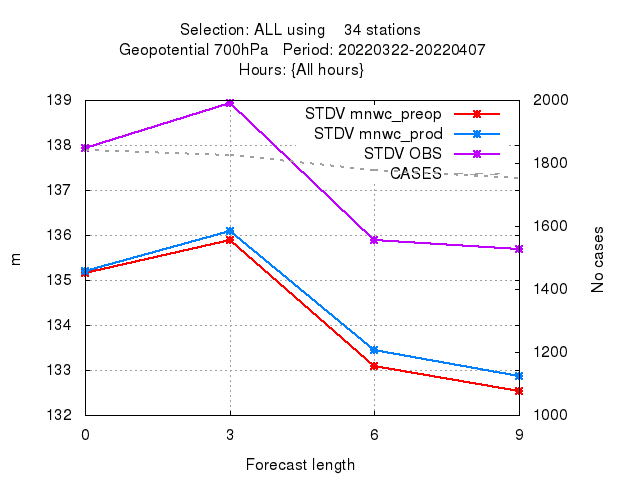 Selection: ALL using    34 stations
Geopotential 700hPa   Period: 20220322-20220407
Hours: {All hours}
139
138
137
136
135
134
133
132
m
STDV mnwc_preop
STDV mnwc_prod
STDV OBS
CASES
2000
1800
1600
1400
1200
1000
No cases
0 3 6 9
Forecast length